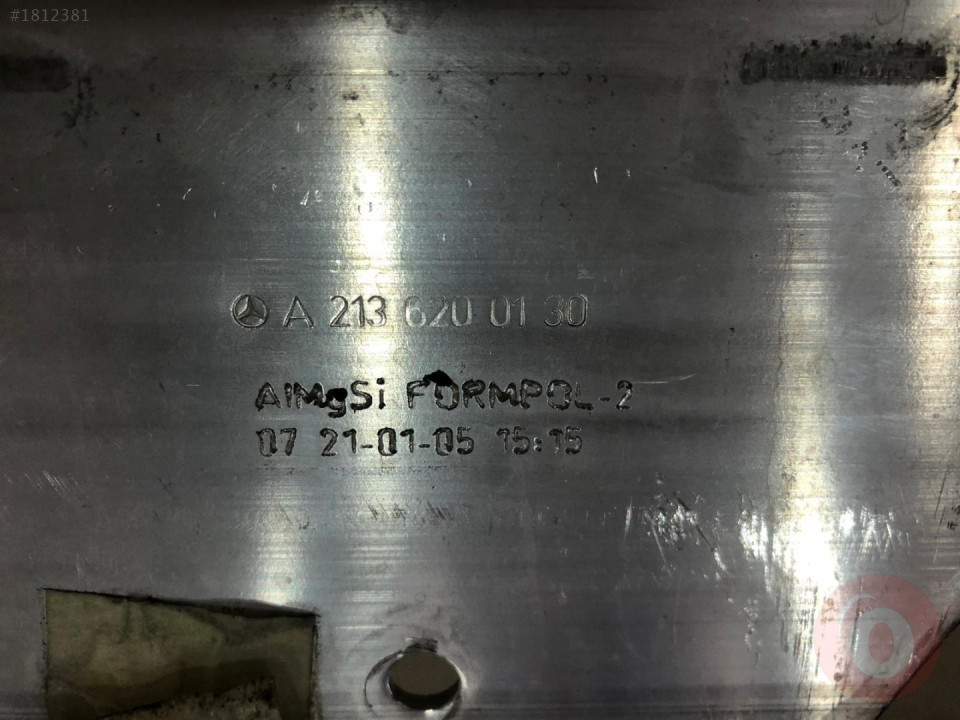 #1812381
A 213 620 01 30
AlMgSi FORMPOL-2
07 21-01-05 15:15